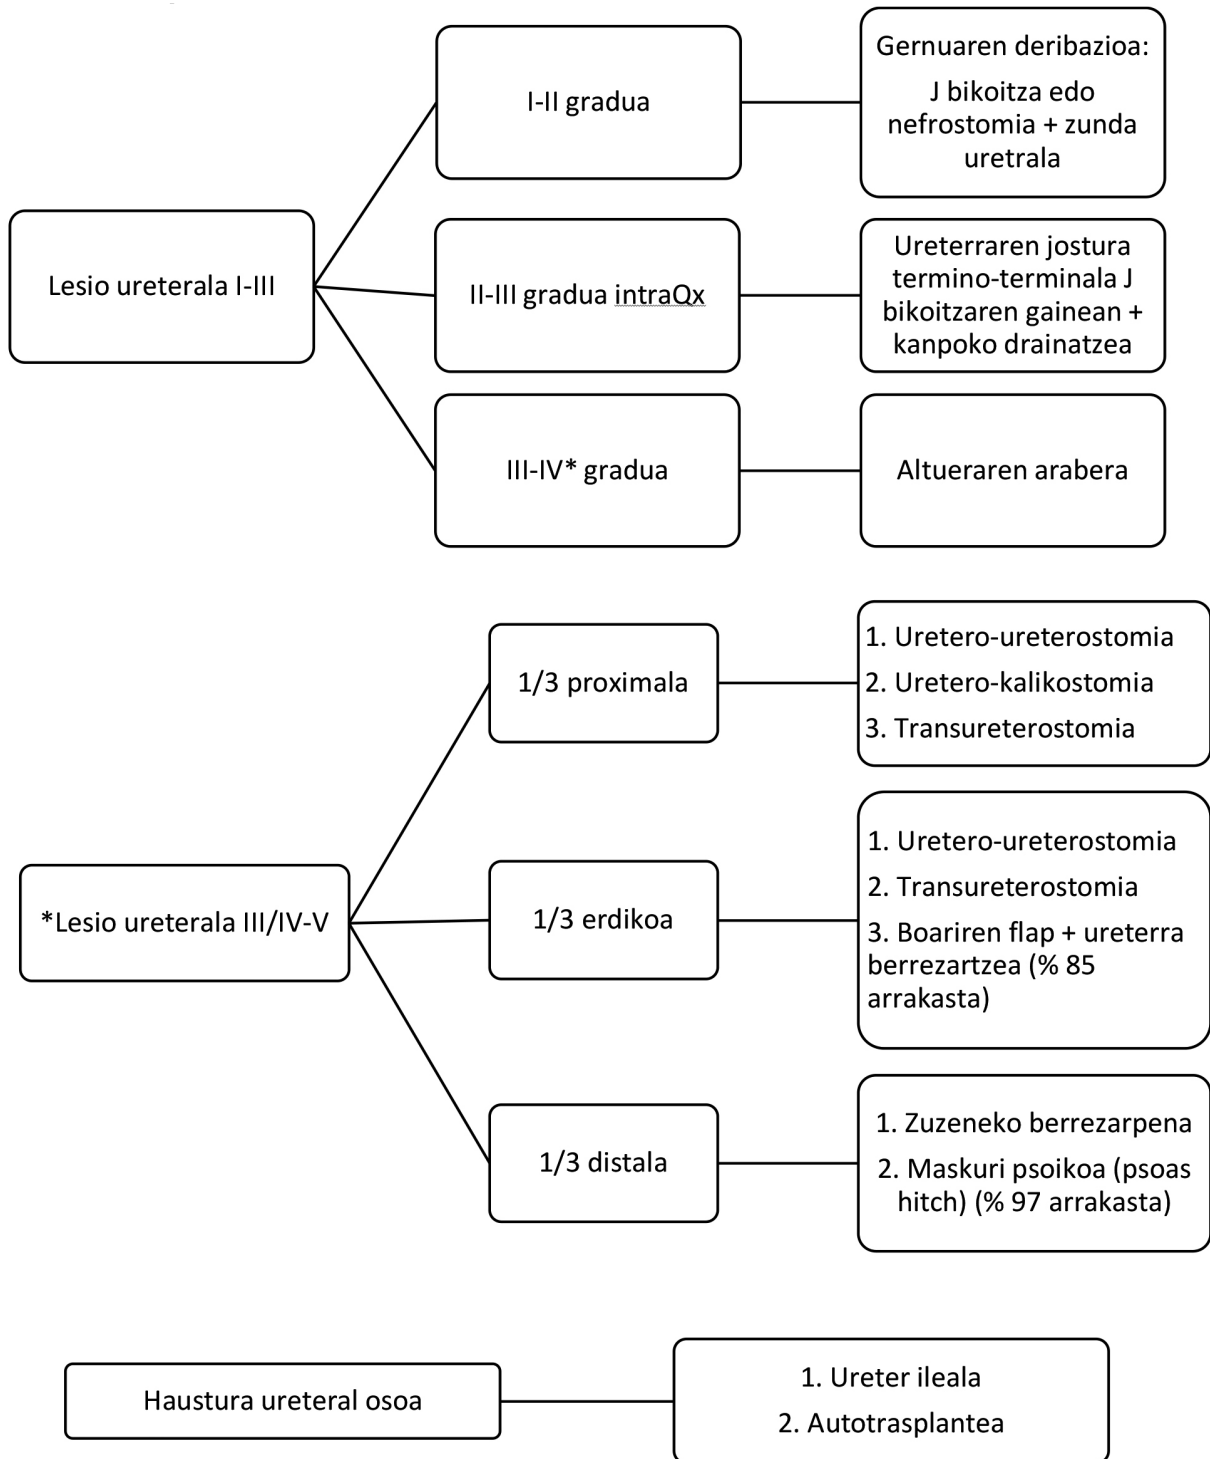 I-II gradua
Gernuaren deribazioa:
J bikoitza edo
nefrostomia + zunda
uretrala
Lesio ureterala I-III
II-III gradua intraQx
Ureterraren jostura
termino-terminala J
bikoitzaren gainean +
kanpoko drainatzea
III-IV* gradua
Altueraren arabera
1/3 proximala
1. Uretero-ureterostomia
2. Uretero-kalikostomia
3. Transureterostomia
*Lesio ureterala III/IV-V
1/3 erdikoa
1. Uretero-ureterostomia
2. Transureterostomia
3. Boariren flap + ureterra
berrezartzea (% 85
arrakasta)
1/3 distala
1. Zuzeneko berrezarpena
2. Maskuri psoikoa (psoas
hitch) (% 97 arrakasta)
Haustura ureteral osoa
1. Ureter ileala
2. Autotrasplantea